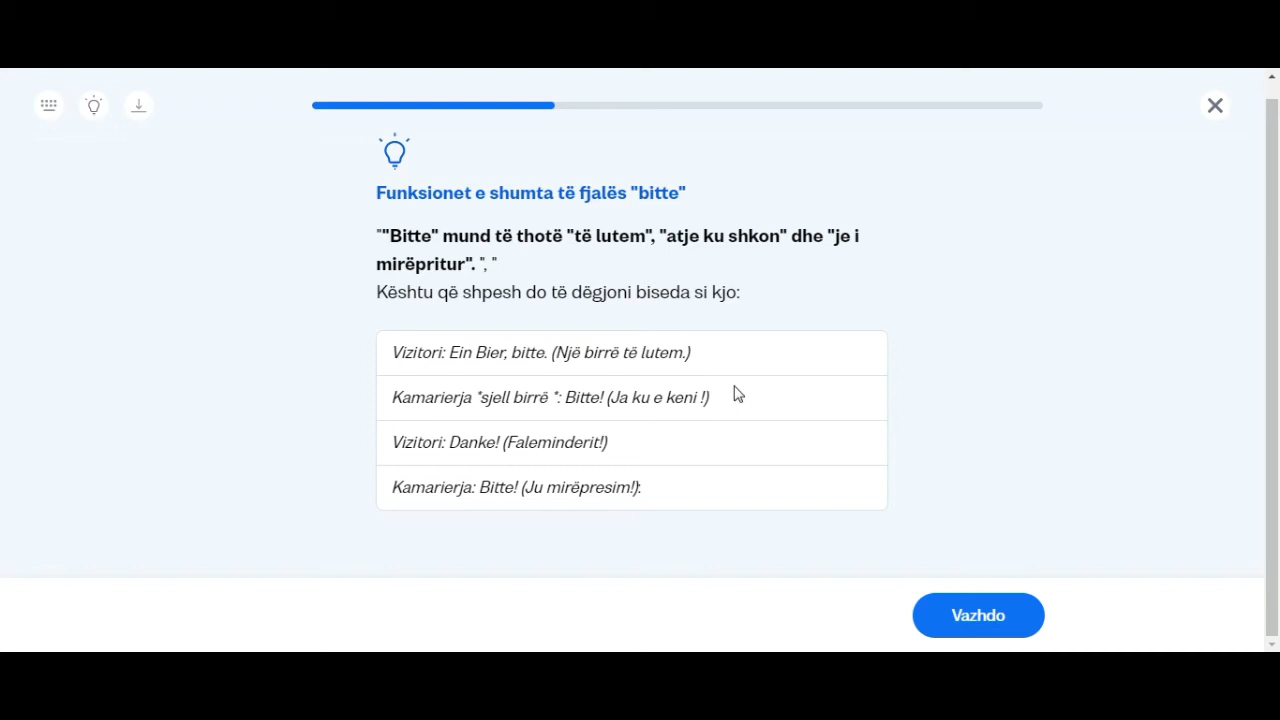 Funksionet e shumta të fjalës "bitte"
""Bitte" mund të thotë "të lutem", "atje ku shkon" dhe "je i
mirëpritur". ", "
Kështu që shpesh do të dëgjoni biseda si kjo:
Vizitori: Ein Bier, bitte. (Një birrë të lutem.)
Kamarierja *sjell birrë *: Bitte! (Ja ku e keni !)
Vizitori: Danke! (Faleminderit!)
Kamarierja: Bitte! (Ju mirëpresim!):
Vazhdo